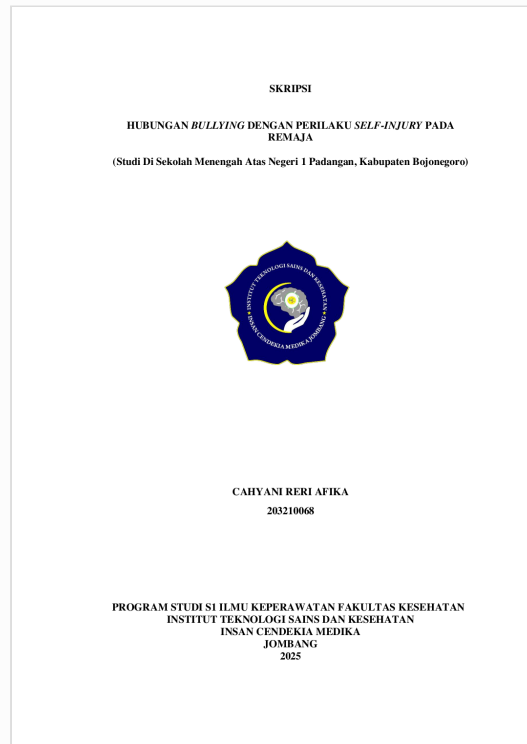 SKRIPSI
HUBUNGAN BULLYING DENGAN PERILAKU SELF-INJURY PADA
REMAJA
(Studi Di Sekolah Menengah Atas Negeri 1 Padangan, Kabupaten Bojonegoro)
INSTITUT TEKNOLOGI SAINS DAN KESEHATAN
INSAN CENDEKIA MEDIKA JOMBANG
CAHYANI RERI AFIKA
203210068
PROGRAM STUDI S1 ILMU KEPERAWATAN FAKULTAS KESEHATAN
INSTITUT TEKNOLOGI SAINS DAN KESEHATAN
INSAN CENDEKIA MEDIKA
JOMBANG
2025